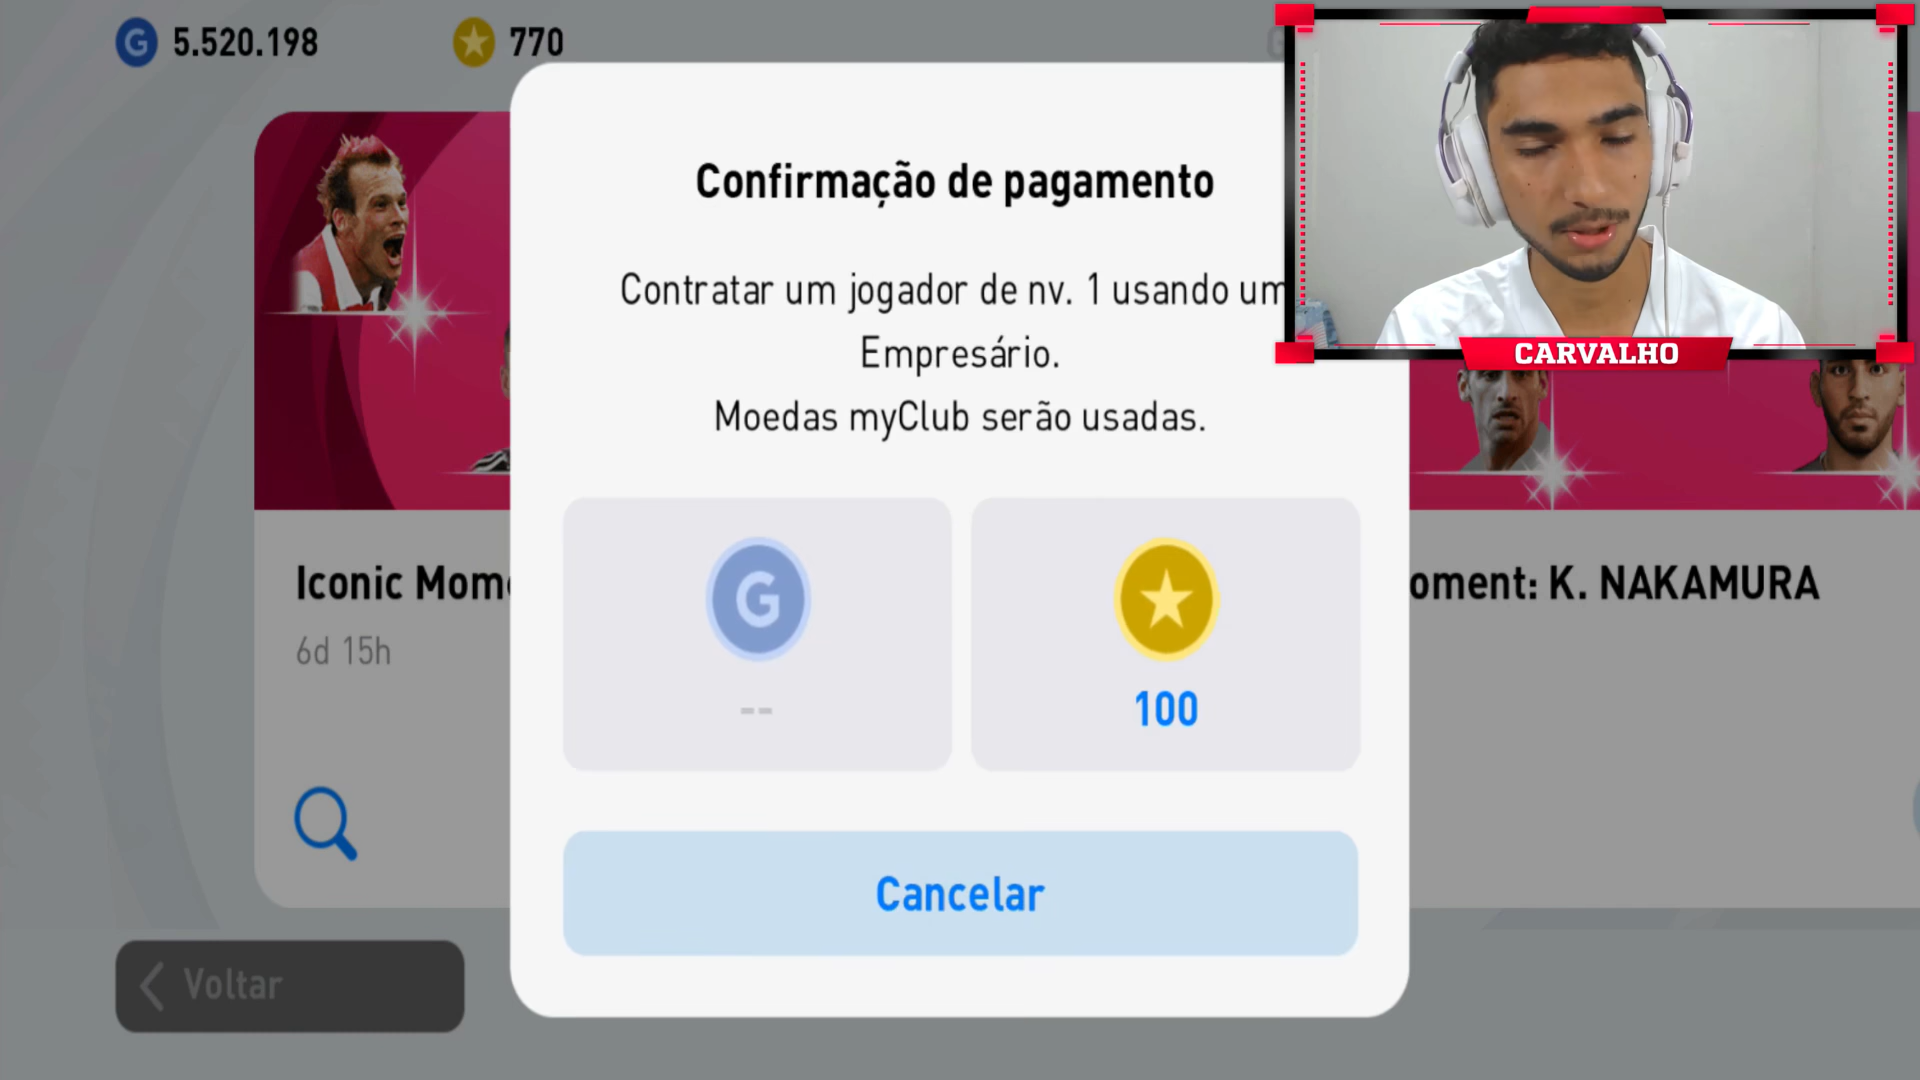 G 5.520.198
770
CARVALHO
Confirmação de pagamento
Contratar um jogador de nv. 1 usando um
Empresário.
Moedas myClub serão usadas.
G
--
100
Iconic Mom
oment: K. NAKAMURA
6d 15h
Cancelar
Voltar